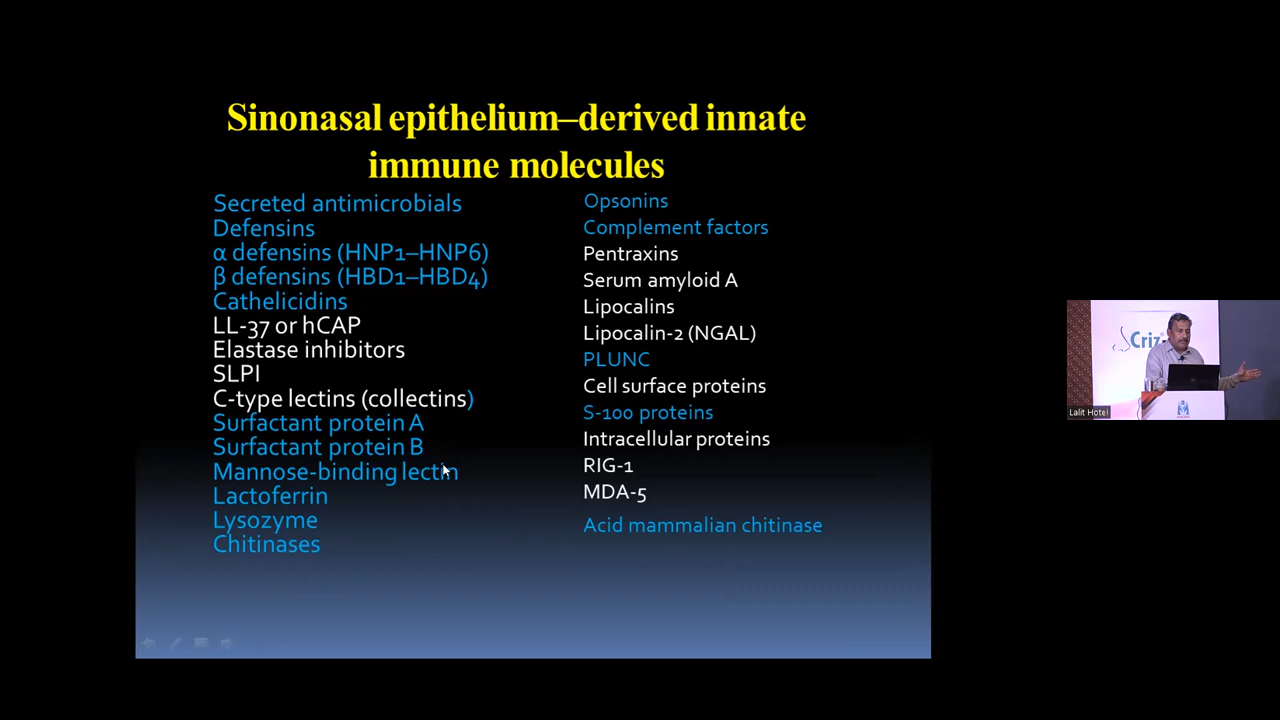 Sinonasal epithelium–derived innate
immune molecules
Secreted antimicrobials
Defensins
α defensins (HNP1–HNP6)
β defensins (HBD1–HBD4)
Cathelicidins
LL-37 or hCAP
Elastase inhibitors
SLPI
C-type lectins (collectins)
Surfactant protein A
Surfactant protein B
Mannose-binding lectin
Lactoferrin
Lysozyme
Chitinases
Opsonins
Complement factors
Pentraxins
Serum amyloid A
Lipocalins
Lipocalin-2 (NGAL)
PLUNC
Cell surface proteins
S-100 proteins
Intracellular proteins
RIG-1
MDA-5
Acid mammalian chitinase
Lalit Hotel